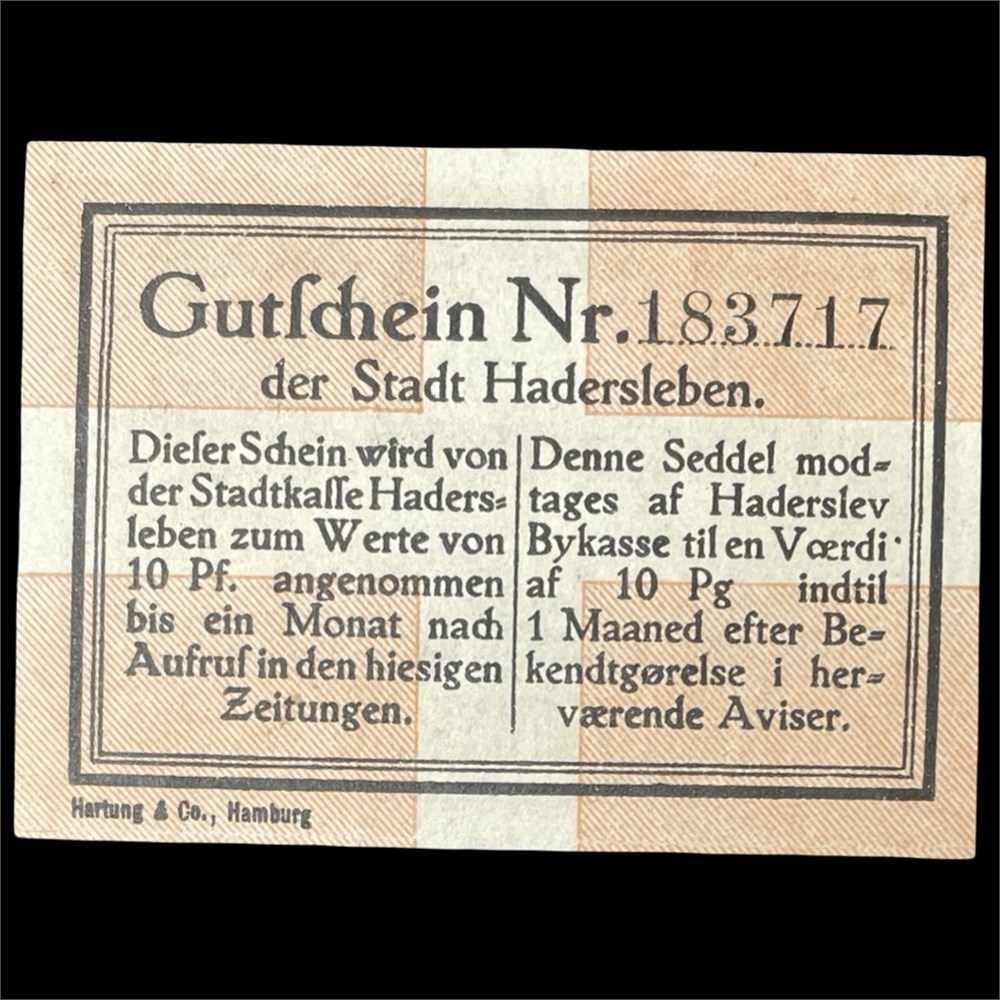 Gutſchein Nr. 183717
der Stadt Hadersleben.
Dieſer Schein wird von
der Stadtkaſſe Haders=
leben zum Werte von
10 Pf. angenommen
bis ein Monat nach
Aufruf in den hiesigen
Zeitungen.
Denne Seddel mod=
tages af Haderslev
Bykasse til en Værdi
af 10 Pg indtil
1 Maaned efter Be=
kendtgørelse i her=
værende Aviser.
Hartung & Co., Hamburg